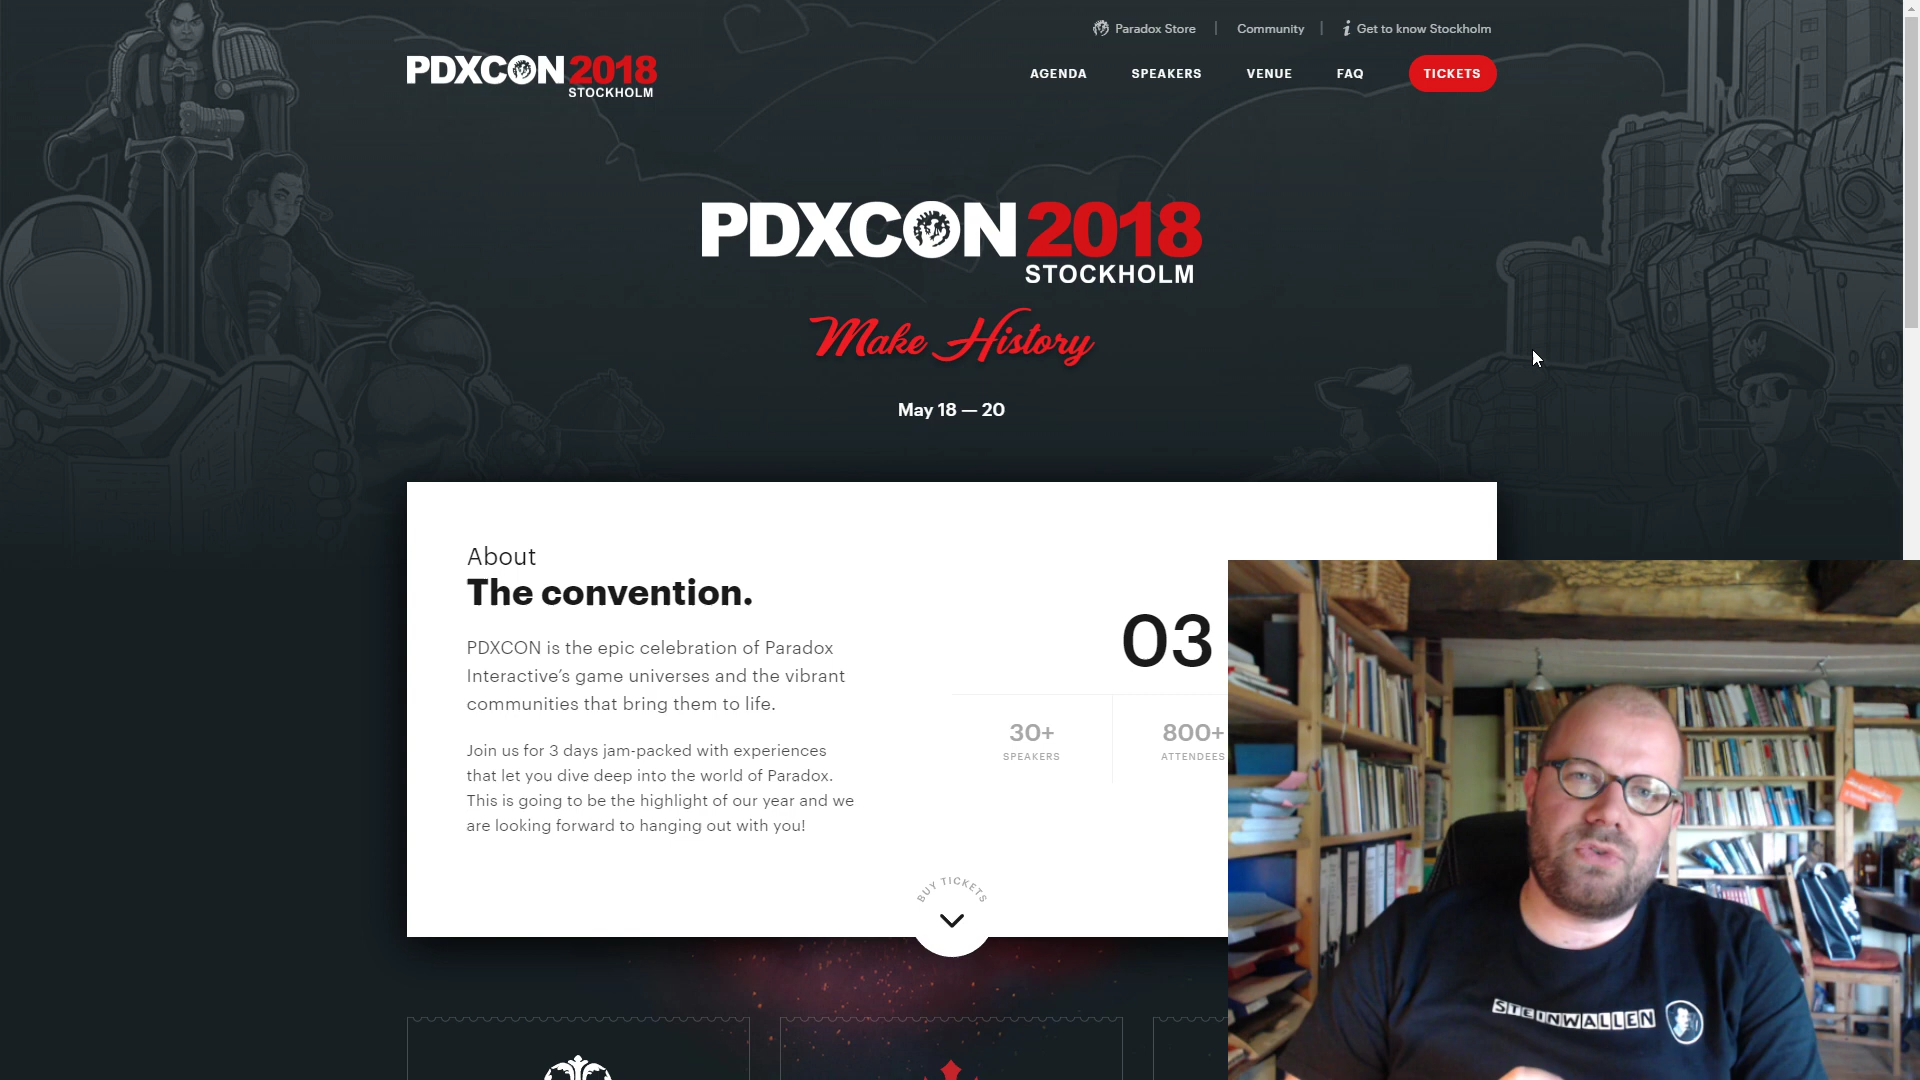 Paradox Store
Community
Get to know Stockholm
PDXCON 2018
STOCKHOLM
AGENDA
SPEAKERS
VENUE
FAQ
TICKETS
PDXCON 2018
STOCKHOLM
Make History
May 18 — 20
About
The convention.
PDXCON is the epic celebration of Paradox
Interactive’s game universes and the vibrant
communities that bring them to life.
Join us for 3 days jam-packed with experiences
that let you dive deep into the world of Paradox.
This is going to be the highlight of our year and we
are looking forward to hanging out with you!
03
30+
SPEAKERS
800+
ATTENDEES
BUY TICKETS
STEINWALLEN